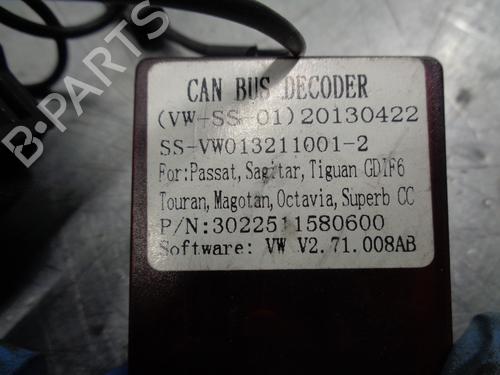 CAN BUS DECODER
(VW-SS-01)20130422
SS-VW013211001-2
For:Passat,Sagitar,Tiguan GDIF6
Touran,Magotan,Octavia,Superb CC
P/N:3022511580600
Software: VW V2.71.008AB
B-PARTS